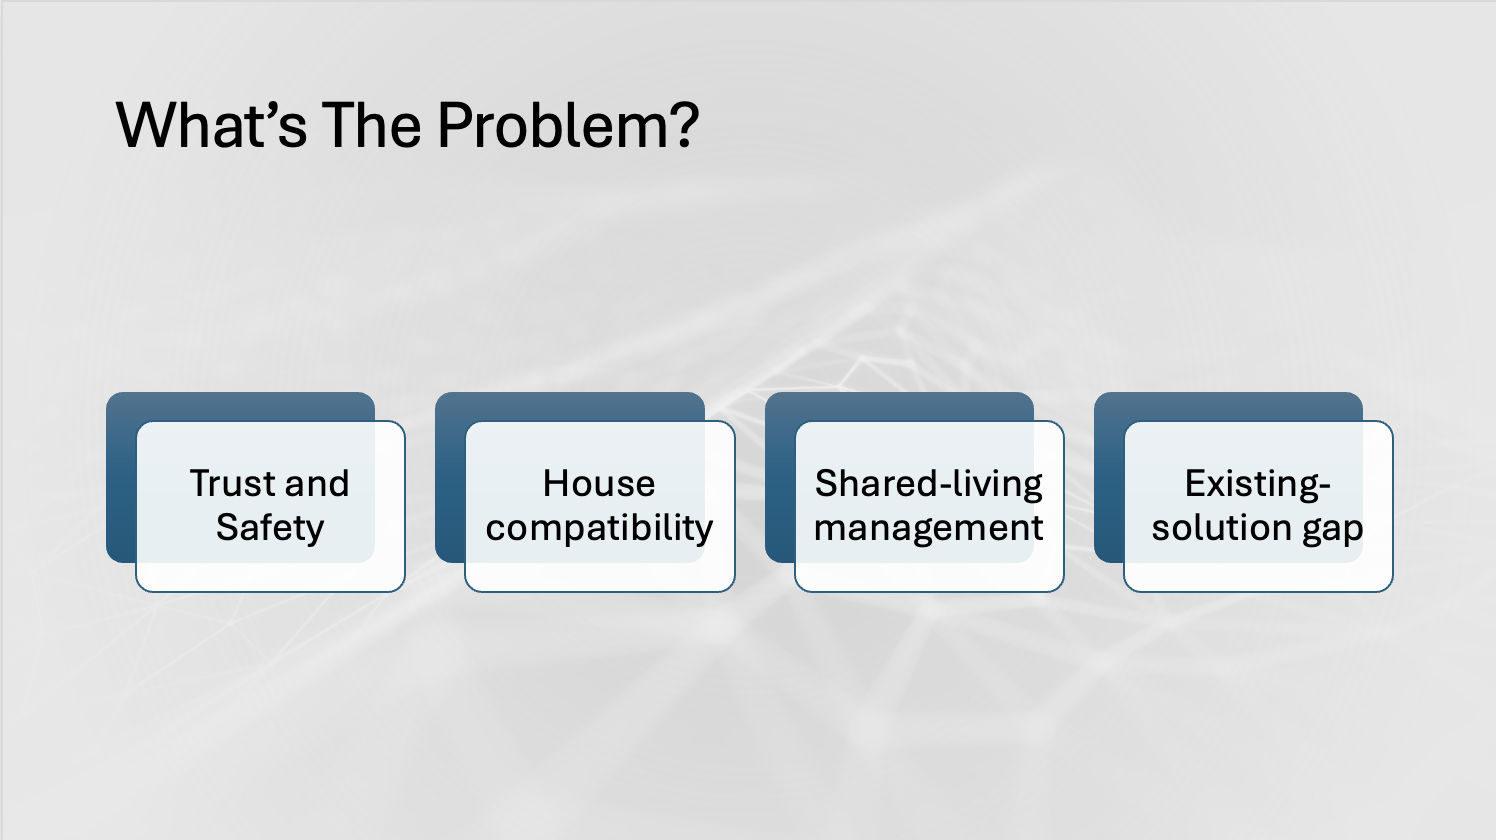 What’s The Problem?
Trust and
Safety
House
compatibility
Shared-living
management
Existing-
solution gap